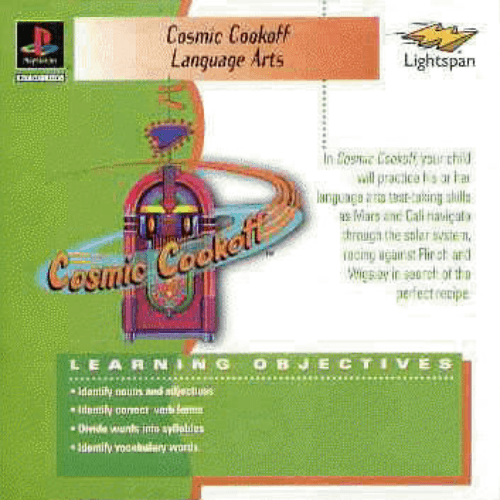 Cosmic Cookoff
Language Arts
PlayStation
Lightspan
In Cosmic Cookoff, your child
will practice his or her
language arts test-taking skills
as Mars and Cali navigate
through the solar system,
racing against Flinch and
Wigsley in search of the
perfect recipe.
Cosmic Cookoff
TM
LEARNING OBJECTIVES
• Identify nouns and adjectives
• Identify correct verb forms
• Divide words into syllables
• Identify vocabulary words